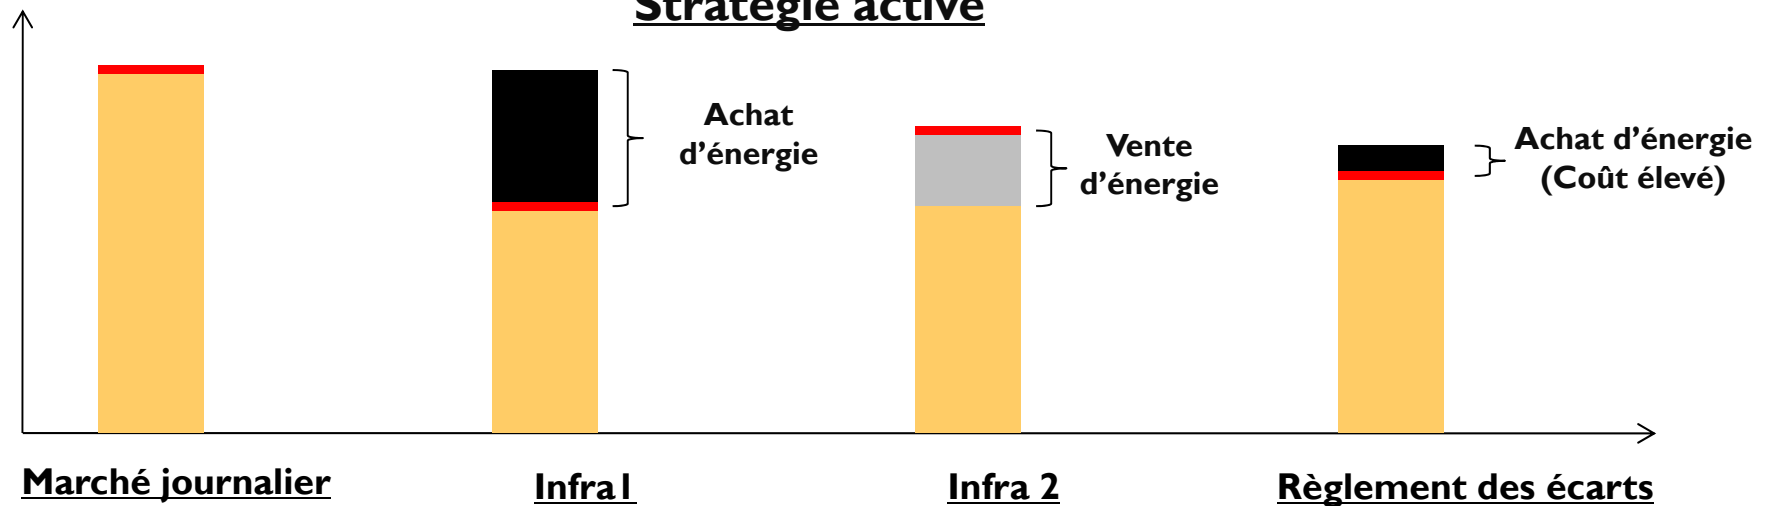 Stratégie active
Achat
d’énergie
Vente
d’énergie
Achat d’énergie
(Coût élevé)
Marché journalier
Infra1
Infra 2
Règlement des écarts